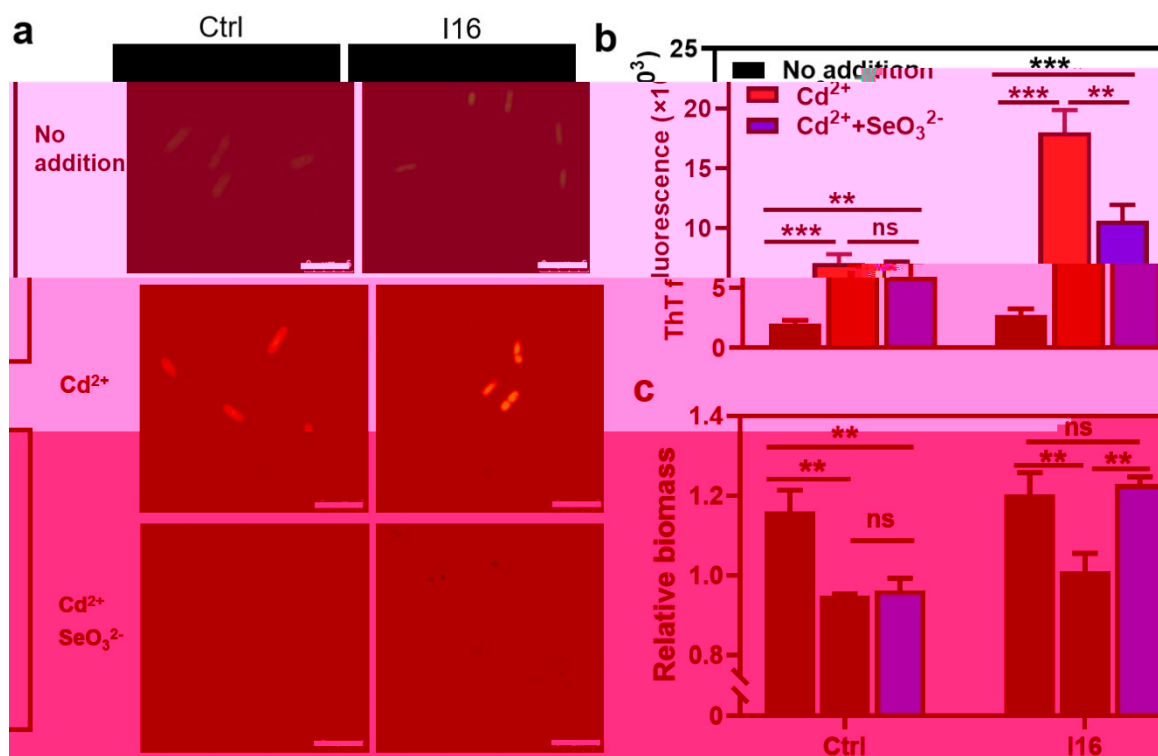 a
Ctrl
I16
No
addition
Cd²⁺
Cd²⁺
SeO₃²⁻
b
ThT fluorescence (×10³)
25
20
15
10
5
0
No addition
Cd²⁺
Cd²⁺+SeO₃²⁻
***
**
ns
***
***
**
c
Relative biomass
1.4
1.2
1.0
0.8
0
**
**
ns
ns
**
**
Ctrl
I16